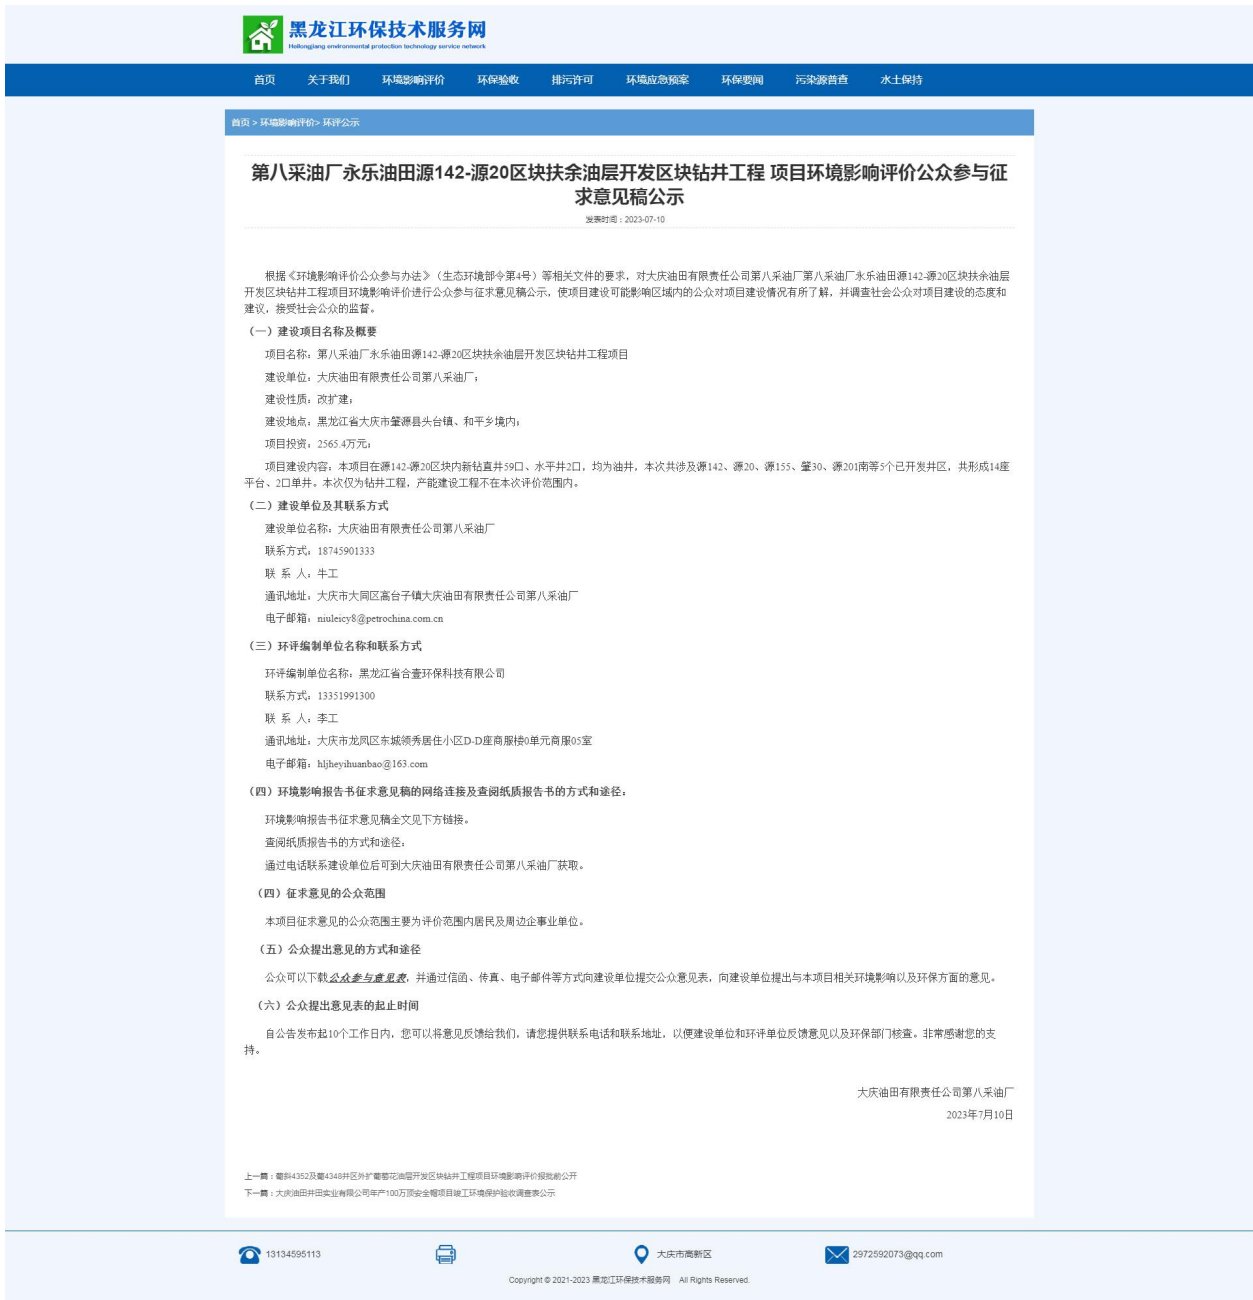 黑龙江环保技术服务网
Heilongjiang environmental protection technology service network
首页 关于我们 环境影响评价 环保验收 排污许可 环境应急预案 环保要闻 污染源普查 水土保持
首页 > 环境影响评价> 环评公示
第八采油厂永乐油田源142-源20区块扶余油层开发区块钻井工程 项目环境影响评价公众参与征
求意见稿公示
发表时间：2023-07-10
根据《环境影响评价公众参与办法》（生态环境部令第4号）等相关文件的要求，对大庆油田有限责任公司第八采油厂第八采油厂永乐油田源142-源20区块扶余油层
开发区块钻井工程项目环境影响评价进行公众参与征求意见稿公示，使项目建设可能影响区域内的公众对项目建设情况有所了解，并调查社会公众对项目建设的态度和
建议，接受社会公众的监督。
（一）建设项目名称及概要
项目名称：第八采油厂永乐油田源142-源20区块扶余油层开发区块钻井工程项目
建设单位：大庆油田有限责任公司第八采油厂；
建设性质：改扩建；
建设地点：黑龙江省大庆市肇源县头台镇、和平乡境内；
项目投资：2565.4万元；
项目建设内容：本项目在源142-源20区块内新钻直井59口、水平井2口，均为油井，本次共涉及源142、源20、源155、肇30、源201南等5个已开发井区，共形成14座
平台、2口单井。本次仅为钻井工程，产能建设工程不在本次评价范围内。
（二）建设单位及其联系方式
建设单位名称：大庆油田有限责任公司第八采油厂
联系方式：18745901333
联 系 人：牛工
通讯地址：大庆市大同区高台子镇大庆油田有限责任公司第八采油厂
电子邮箱：niuleicy8@petrochina.com.cn
（三）环评编制单位名称和联系方式
环评编制单位名称：黑龙江省合壹环保科技有限公司
联系方式：13351991300
联 系 人：李工
通讯地址：大庆市龙凤区东城领秀居住小区D-D座商服楼0单元商服05室
电子邮箱：hljheyihuanbao@163.com
（四）环境影响报告书征求意见稿的网络连接及查阅纸质报告书的方式和途径：
环境影响报告书征求意见稿全文见下方链接。
查阅纸质报告书的方式和途径：
通过电话联系建设单位后可到大庆油田有限责任公司第八采油厂获取。
（四）征求意见的公众范围
本项目征求意见的公众范围主要为评价范围内居民及周边企事业单位。
（五）公众提出意见的方式和途径
公众可以下载公众参与意见表，并通过信函、传真、电子邮件等方式向建设单位提交公众意见表，向建设单位提出与本项目相关环境影响以及环保方面的意见。
（六）公众提出意见表的起止时间
自公告发布起10个工作日内，您可以将意见反馈给我们，请您提供联系电话和联系地址，以便建设单位和环评单位反馈意见以及环保部门核查。非常感谢您的支
持。
大庆油田有限责任公司第八采油厂
2023年7月10日
上一篇：葡斜4352及葡4348井区外扩葡萄花油层开发区块钻井工程项目环境影响评价报批前公开
下一篇：大庆油田井田实业有限公司年产100万顶安全帽项目竣工环境保护验收调查表公示
13134595113 大庆市高新区 2972592073@qq.com
Copyright © 2021-2023 黑龙江环保技术服务网 All Rights Reserved.